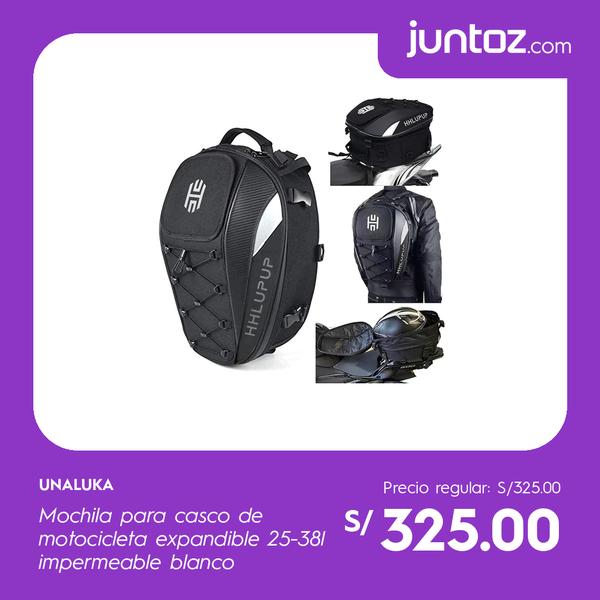 juntoz.com
HHLUPUP
HHLUPUP
HHLUPUP
UNALUKA
Mochila para casco de
motocicleta expandible 25-38l
impermeable blanco
Precio regular: S/325.00
S/ 325.00